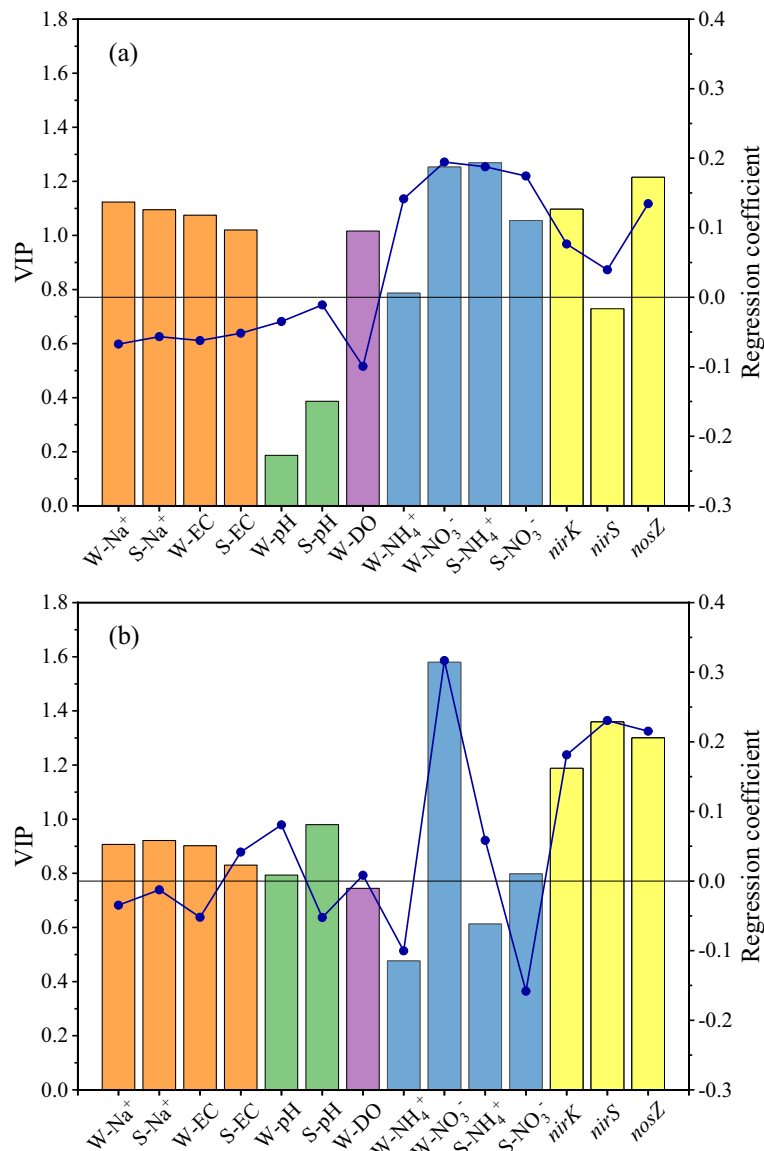 (a)
VIP
1.8
1.6
1.4
1.2
1.0
0.8
0.6
0.4
0.2
0.0
0.4
0.3
0.2
0.1
0.0
-0.1
-0.2
-0.3
Regression coefficient
W-Na⁺
S-Na⁺
W-EC
S-EC
W-pH
S-pH
W-DO
W-NH₄⁺
W-NO₃⁻
S-NH₄⁺
S-NO₃⁻
nirK
nirS
nosZ
(b)
VIP
1.8
1.6
1.4
1.2
1.0
0.8
0.6
0.4
0.2
0.0
0.4
0.3
0.2
0.1
0.0
-0.1
-0.2
-0.3
Regression coefficient
W-Na⁺
S-Na⁺
W-EC
S-EC
W-pH
S-pH
W-DO
W-NH₄⁺
W-NO₃⁻
S-NH₄⁺
S-NO₃⁻
nirK
nirS
nosZ